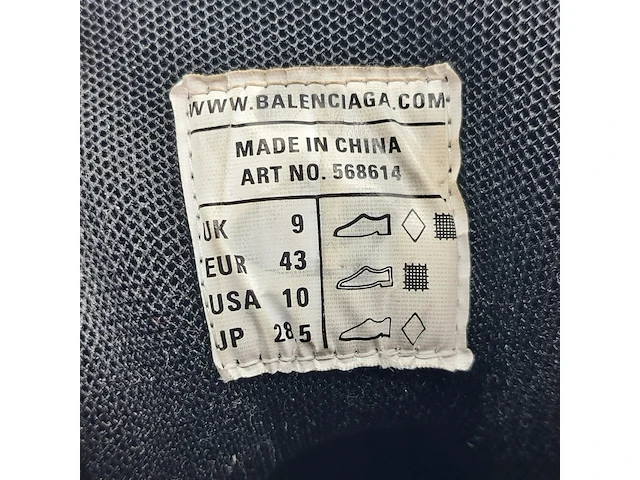 WWW.BALENCIAGA.COM
MADE IN CHINA
ART NO. 568614
UK 9
EUR 43
USA 10
JP 28.5